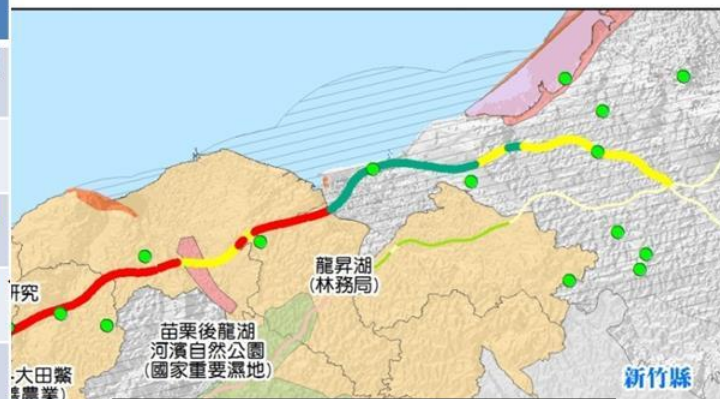 龍昇湖
(林務局)
研究
苗栗後龍湖
河濱自然公園
(國家重要濕地)
大田鱉
農業)
新竹縣